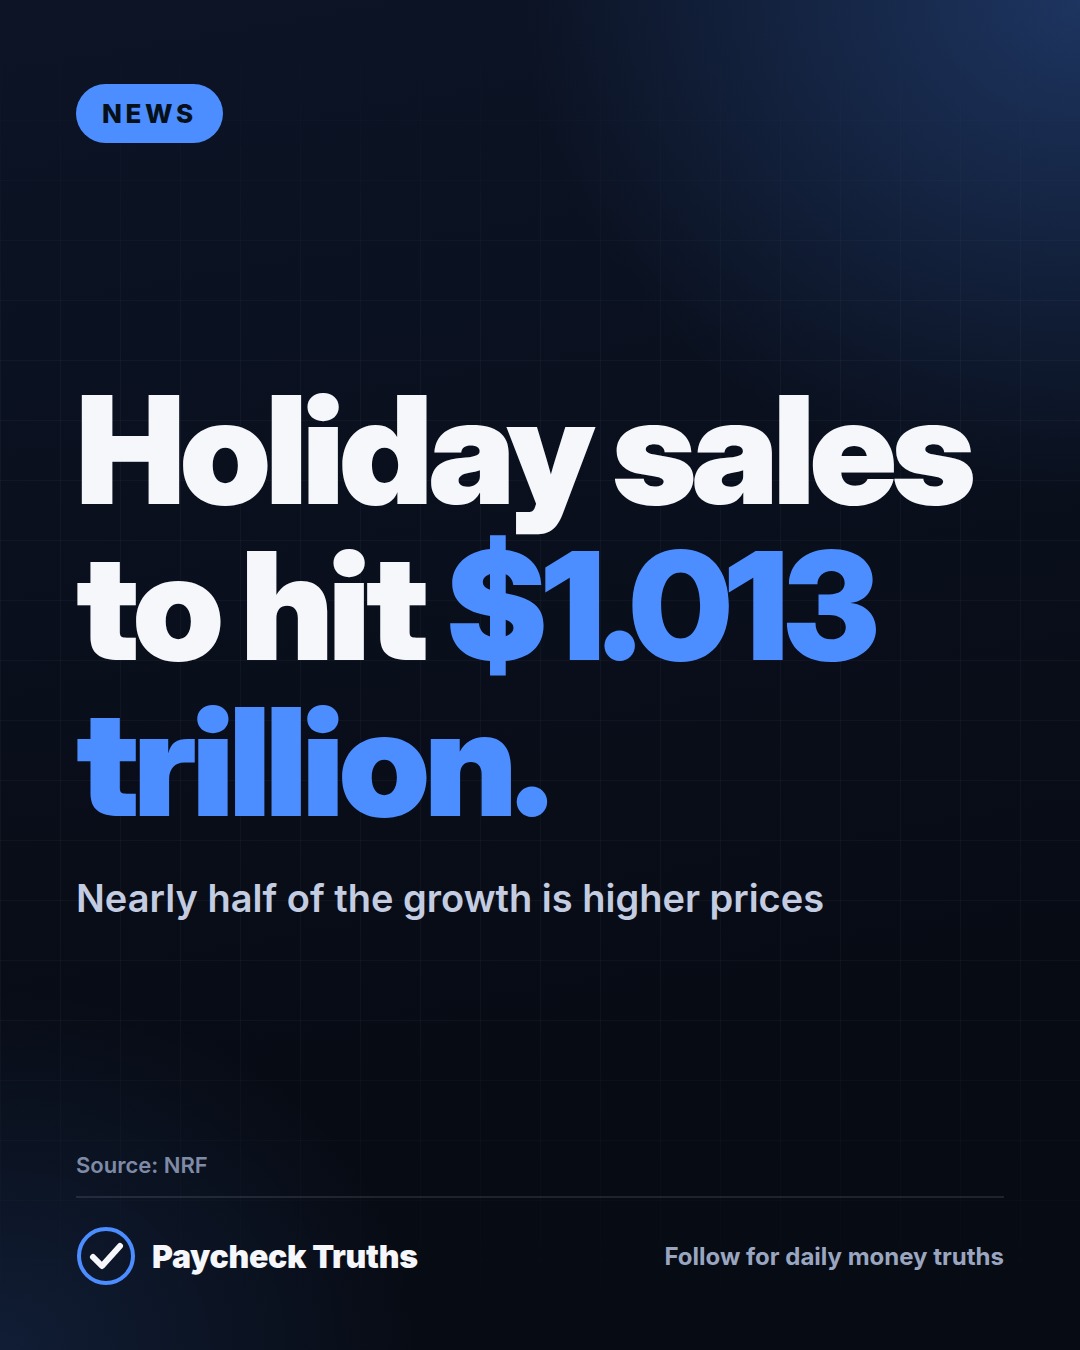 NEWS
Holiday sales
to hit $1.013
trillion.
Nearly half of the growth is higher prices
Source: NRF
Paycheck Truths
Follow for daily money truths